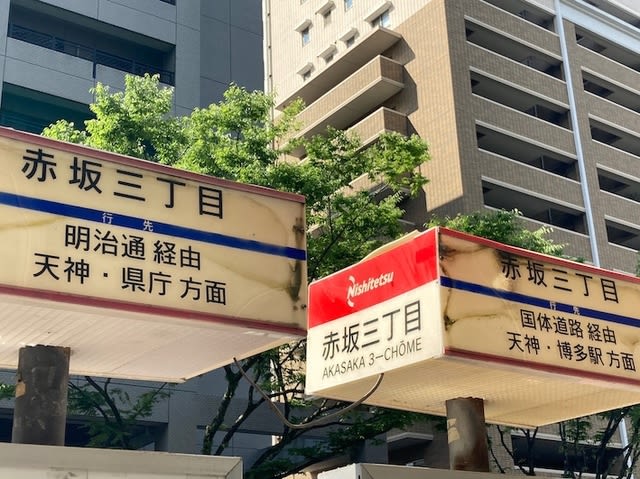 赤坂三丁目
行先
明治通 経由
天神・県庁 方面
Nishitetsu
赤坂三丁目
AKASAKA 3-CHŌME
赤坂三丁目
行先
国体道路 経由
天神・博多駅 方面